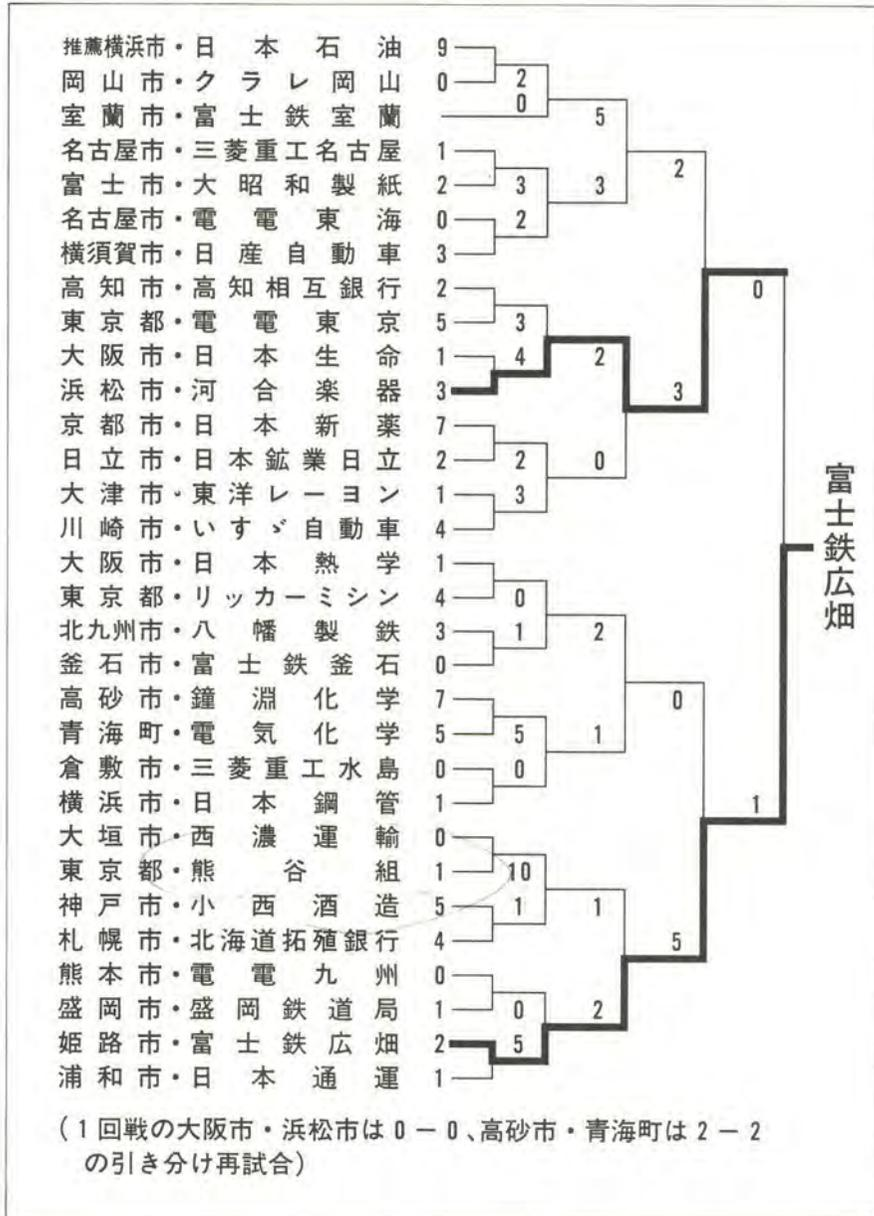 推薦横浜市・日本石油 9
岡山市・クラレ岡山 0
室蘭市・富士鉄室蘭
名古屋市・三菱重工名古屋 1
富士市・大昭和製紙 2
名古屋市・電電東海 0
横須賀市・日産自動車 3
高知市・高知相互銀行 2
東京都・電電東京 5
大阪市・日本生命 1
浜松市・河合楽器 3
京都市・日本新薬 7
日立市・日本鉱業日立 2
大津市・東洋レーヨン 1
川崎市・いすゞ自動車 4
大阪市・日本熱学 1
東京都・リッカーミシン 4
北九州市・八幡製鉄 3
釜石市・富士鉄釜石 0
高砂市・鐘淵化学 7
青海町・電気化学 5
倉敷市・三菱重工水島 0
横浜市・日本鋼管 1
大垣市・西濃運輸 0
東京都・熊谷組 1
神戸市・小西酒造 5
札幌市・北海道拓殖銀行 4
熊本市・電電九州 0
盛岡市・盛岡鉄道局 1
姫路市・富士鉄広畑 2
浦和市・日本通運 1
2
0
3
2
3
4
2
3
0
1
5
0
10
1
0
5
5
3
2
0
2
1
1
2
2
3
0
5
0
1
富士鉄広畑
(1回戦の大阪市・浜松市は0−0、高砂市・青海町は2−2
の引き分け再試合)